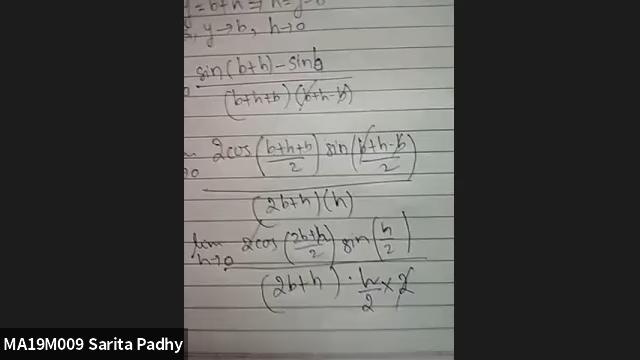 y = b+h ⇒ h = y-b
y→b, h→0
sin(b+h) - sinb
(b+h+b) (b+h-b)
2cos(b+h+b/2) sin(b+h-b/2)
(2b+h)(h)
lim h→0 2cos(2b+h/2) sin(h/2)
(2b+h) · h/2 × 2
MA19M009 Sarita Padhy